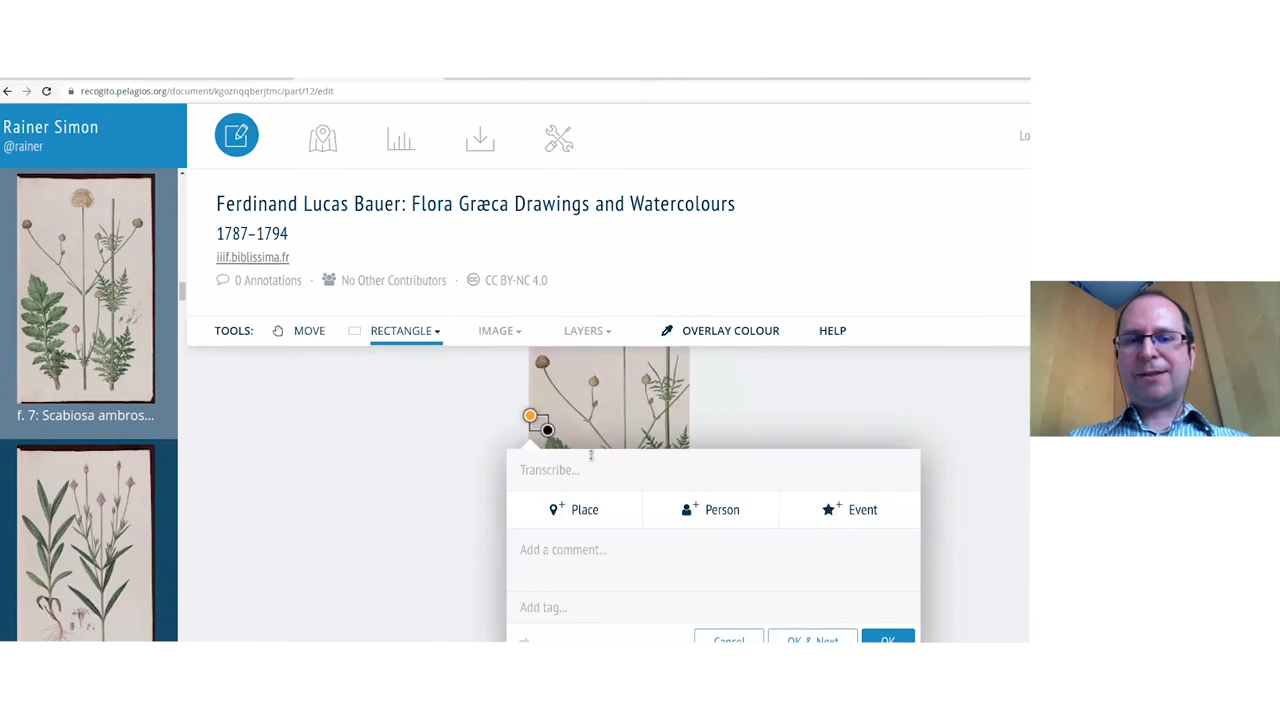 recogito.pelagios.org/document/kgoznqqberjtmc/part/12/edit
Rainer Simon
@rainer
Lo
Ferdinand Lucas Bauer: Flora Græca Drawings and Watercolours
1787–1794
iiif.biblissima.fr
0 Annotations · No Other Contributors · CC BY-NC 4.0
TOOLS: MOVE RECTANGLE IMAGE LAYERS OVERLAY COLOUR HELP
f. 7: Scabiosa ambros...
Transcribe...
Place Person Event
Add a comment...
Add tag...
Cancel OK & Next OK